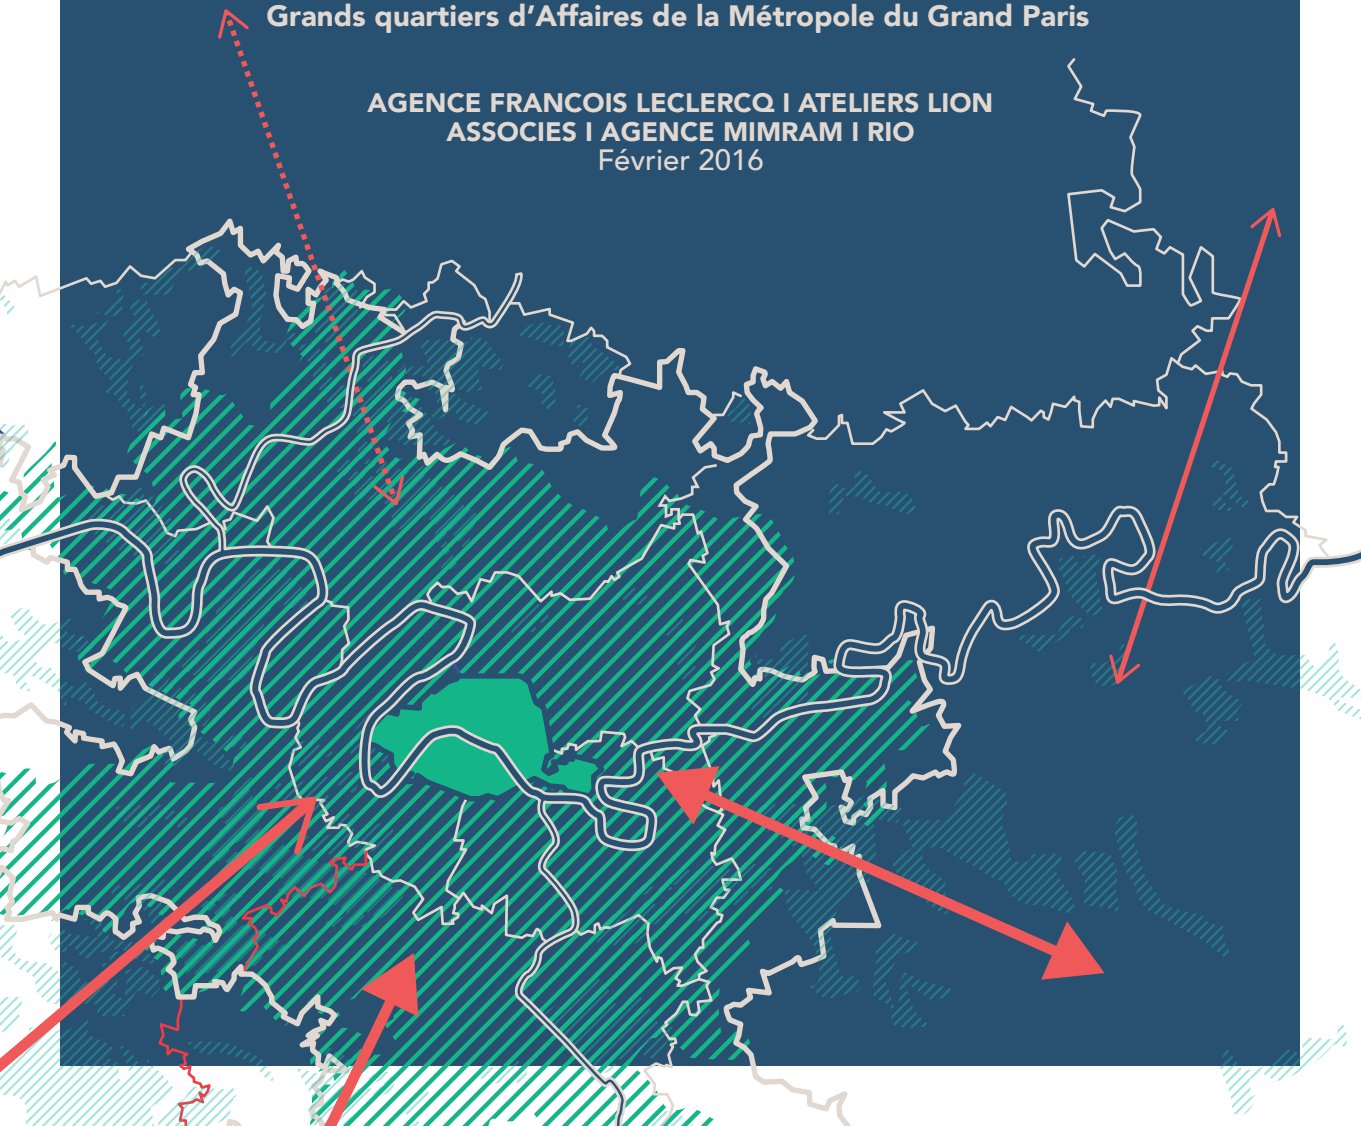 Grands quartiers d’Affaires de la Métropole du Grand Paris
AGENCE FRANCOIS LECLERCQ I ATELIERS LION
ASSOCIES I AGENCE MIMRAM I RIO
Février 2016